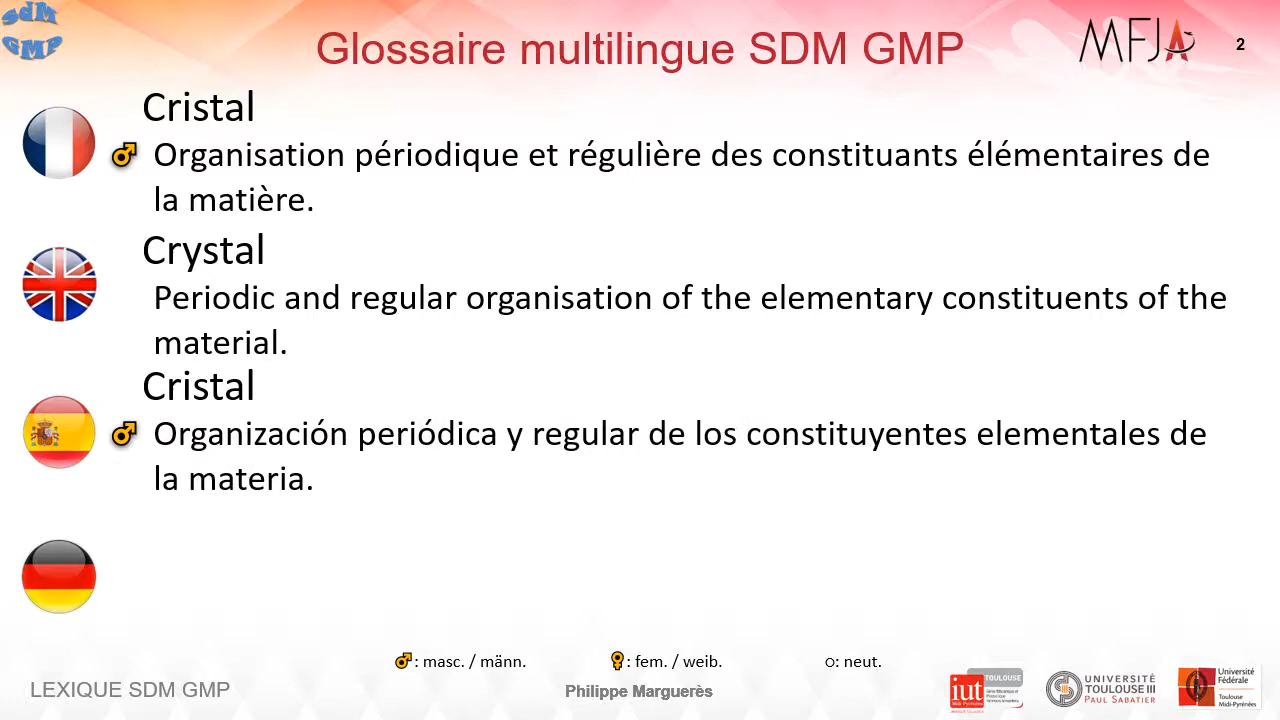 SdM
GMP
Glossaire multilingue SDM GMP
MFJA
2
Cristal
Organisation périodique et régulière des constituants élémentaires de
la matière.
Crystal
Periodic and regular organisation of the elementary constituents of the
material.
Cristal
Organización periódica y regular de los constituyentes elementales de
la materia.
: masc. / männ.
: fem. / weib.
: neut.
LEXIQUE SDM GMP
Philippe Marguerès
iut
Midi-Pyrénées
TOULOUSE
UNIVERSITÉ
TOULOUSE III
PAUL SABATIER
Université
Fédérale
Toulouse
Midi-Pyrénées